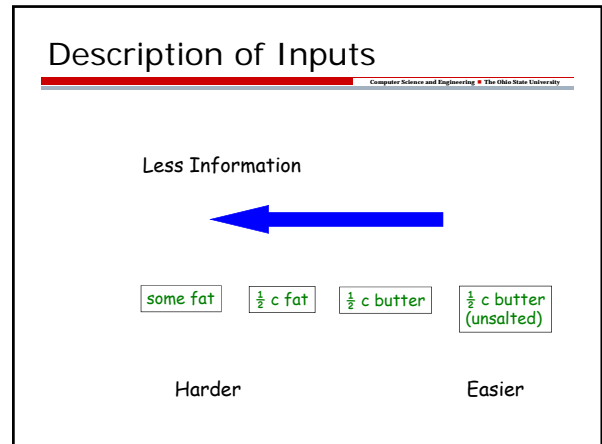 Description of Inputs
Computer Science and Engineering ■ The Ohio State University
Less Information
some fat
½ c fat
½ c butter
½ c butter
(unsalted)
Harder
Easier